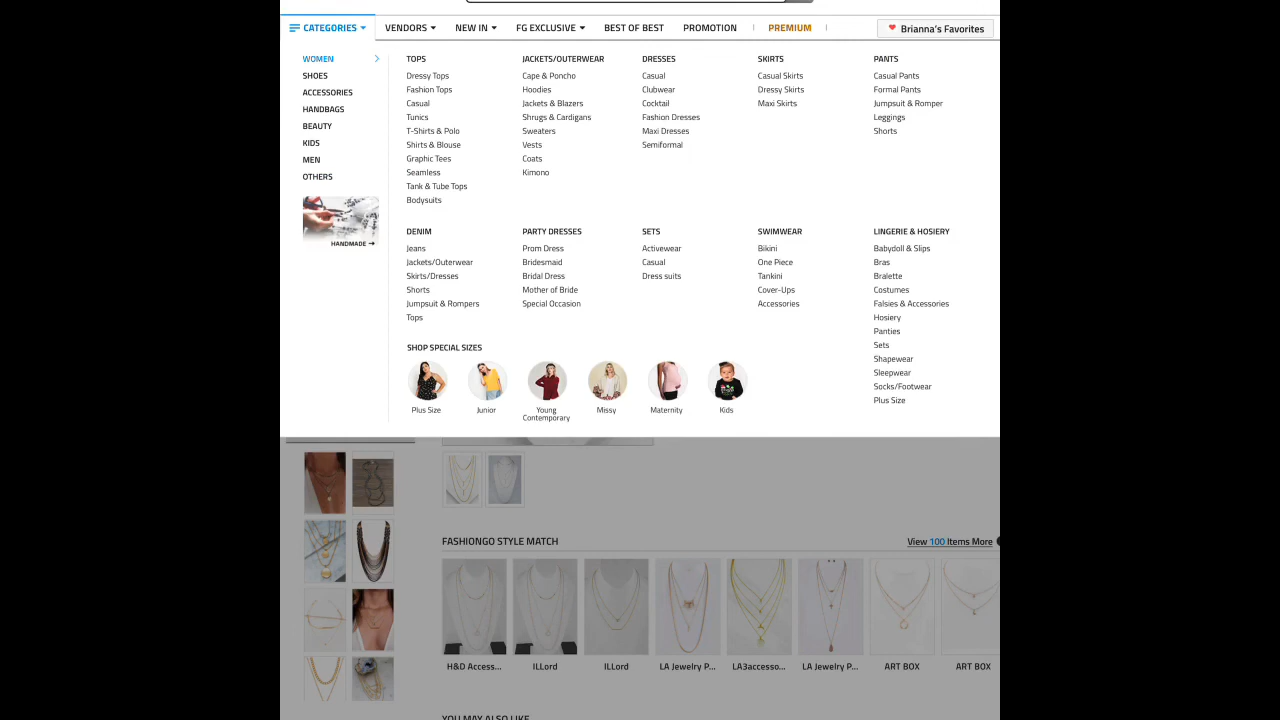 CATEGORIES
VENDORS
NEW IN
FG EXCLUSIVE
BEST OF BEST
PROMOTION
PREMIUM
Brianna's Favorites
WOMEN
SHOES
ACCESSORIES
HANDBAGS
BEAUTY
KIDS
MEN
OTHERS
HANDMADE
TOPS
Dressy Tops
Fashion Tops
Casual
Tunics
T-Shirts & Polo
Shirts & Blouse
Graphic Tees
Seamless
Tank & Tube Tops
Bodysuits
JACKETS/OUTERWEAR
Cape & Poncho
Hoodies
Jackets & Blazers
Shrugs & Cardigans
Sweaters
Vests
Coats
Kimono
DRESSES
Casual
Clubwear
Cocktail
Fashion Dresses
Maxi Dresses
Semiformal
SKIRTS
Casual Skirts
Dressy Skirts
Maxi Skirts
PANTS
Casual Pants
Formal Pants
Jumpsuit & Romper
Leggings
Shorts
DENIM
Jeans
Jackets/Outerwear
Skirts/Dresses
Shorts
Jumpsuit & Rompers
Tops
PARTY DRESSES
Prom Dress
Bridesmaid
Bridal Dress
Mother of Bride
Special Occasion
SETS
Activewear
Casual
Dress suits
SWIMWEAR
Bikini
One Piece
Tankini
Cover-Ups
Accessories
LINGERIE & HOSIERY
Babydoll & Slips
Bras
Bralette
Costumes
Falsies & Accessories
Hosiery
Panties
Sets
Shapewear
Sleepwear
Socks/Footwear
Plus Size
SHOP SPECIAL SIZES
Plus Size
Junior
Young
Contemporary
Missy
Maternity
Kids
FASHIONGO STYLE MATCH
View 100 Items More
H&D Access...
ILLord
ILLord
LA Jewelry P...
LA3accesso...
LA Jewelry P...
ART BOX
ART BOX
YOU MAY ALSO LIKE